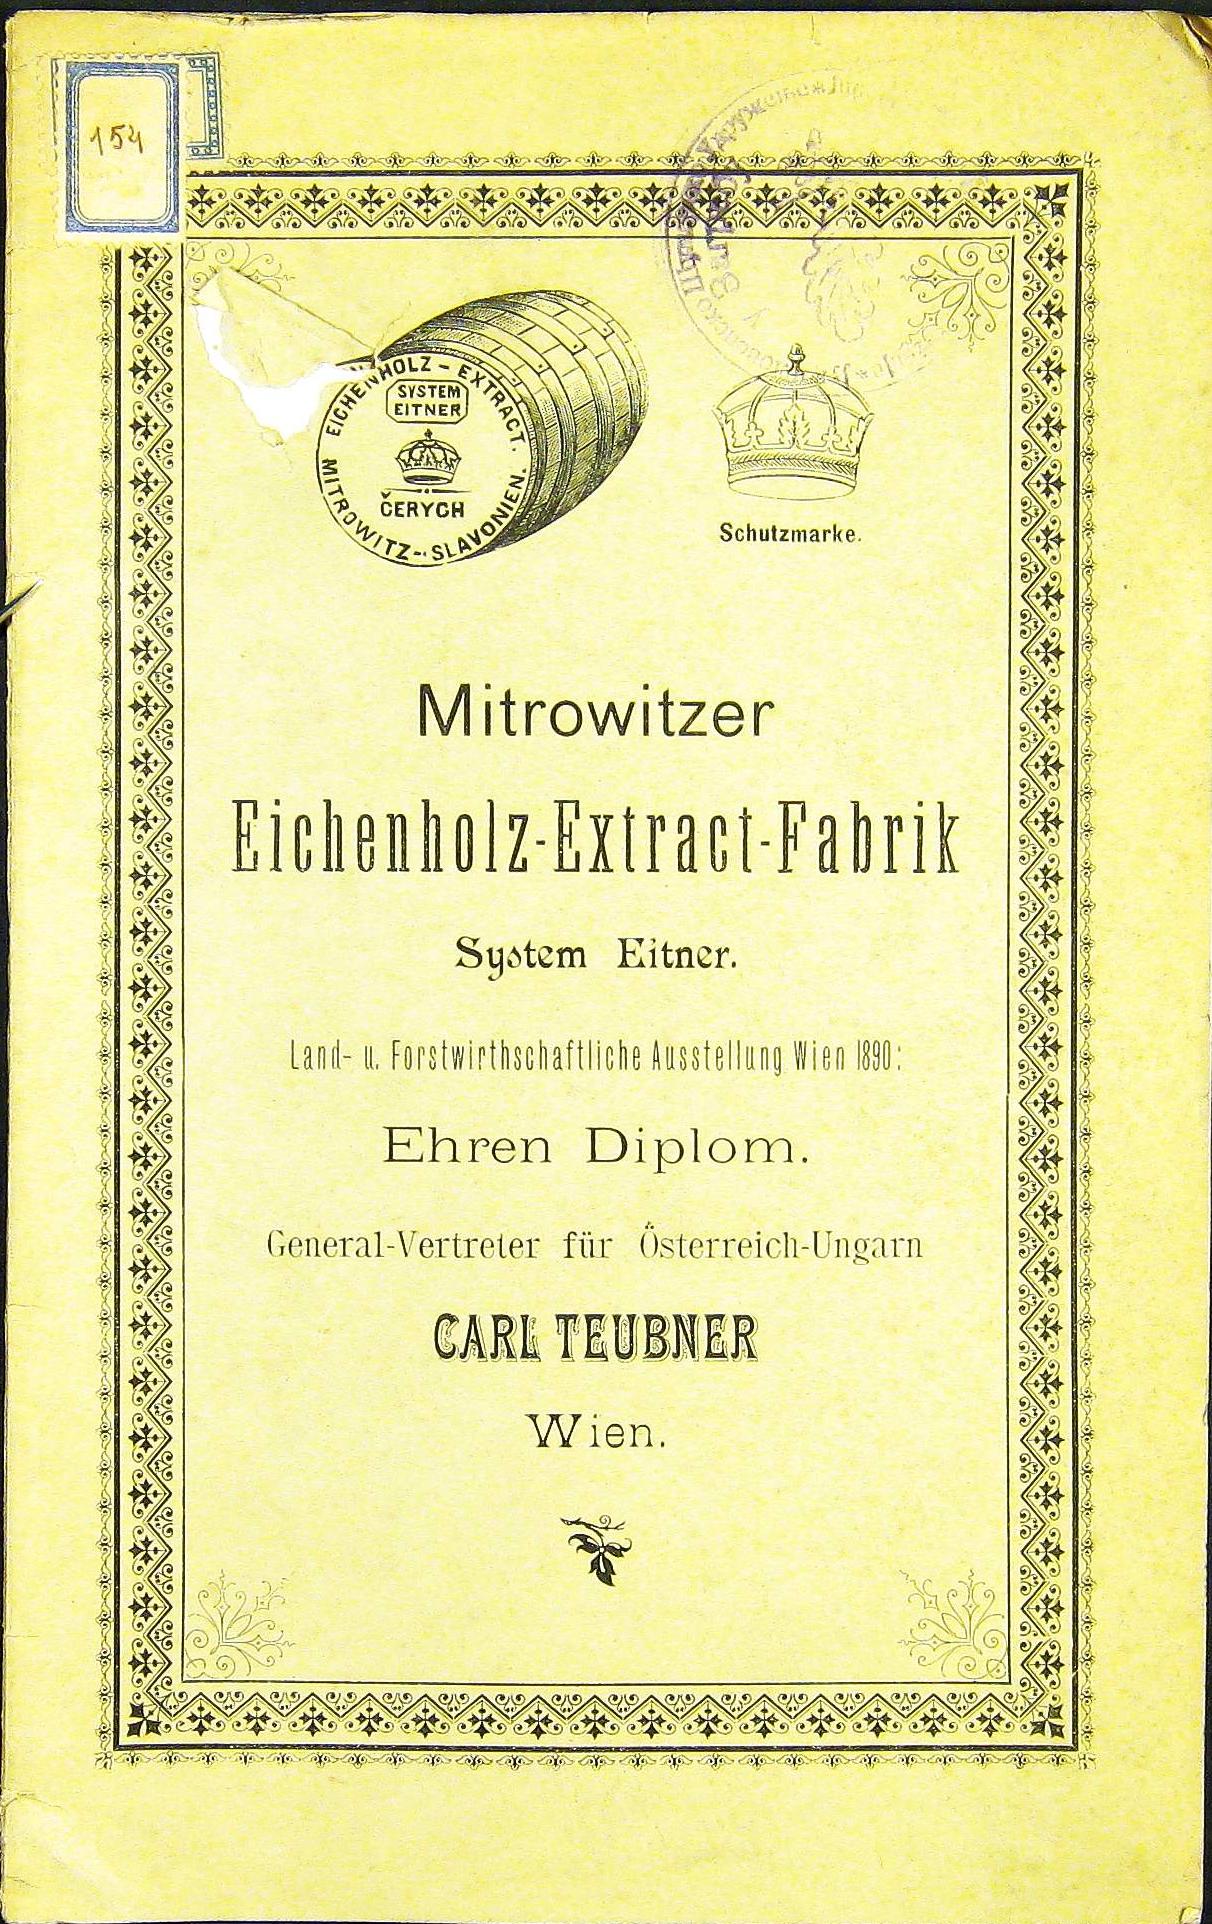 154
EICHENHOLZ - EXTRACT.
SYSTEM
EITNER
ČERYCH
MITROWITZ - SLAVONIEN.
Schutzmarke.
Mitrowitzer
Eichenholz-Extract-Fabrik
System Eitner.
Land- u. Forstwirthschaftliche Ausstellung Wien 1890:
Ehren Diplom.
General-Vertreter für Österreich-Ungarn
CARL TEUBNER
Wien.